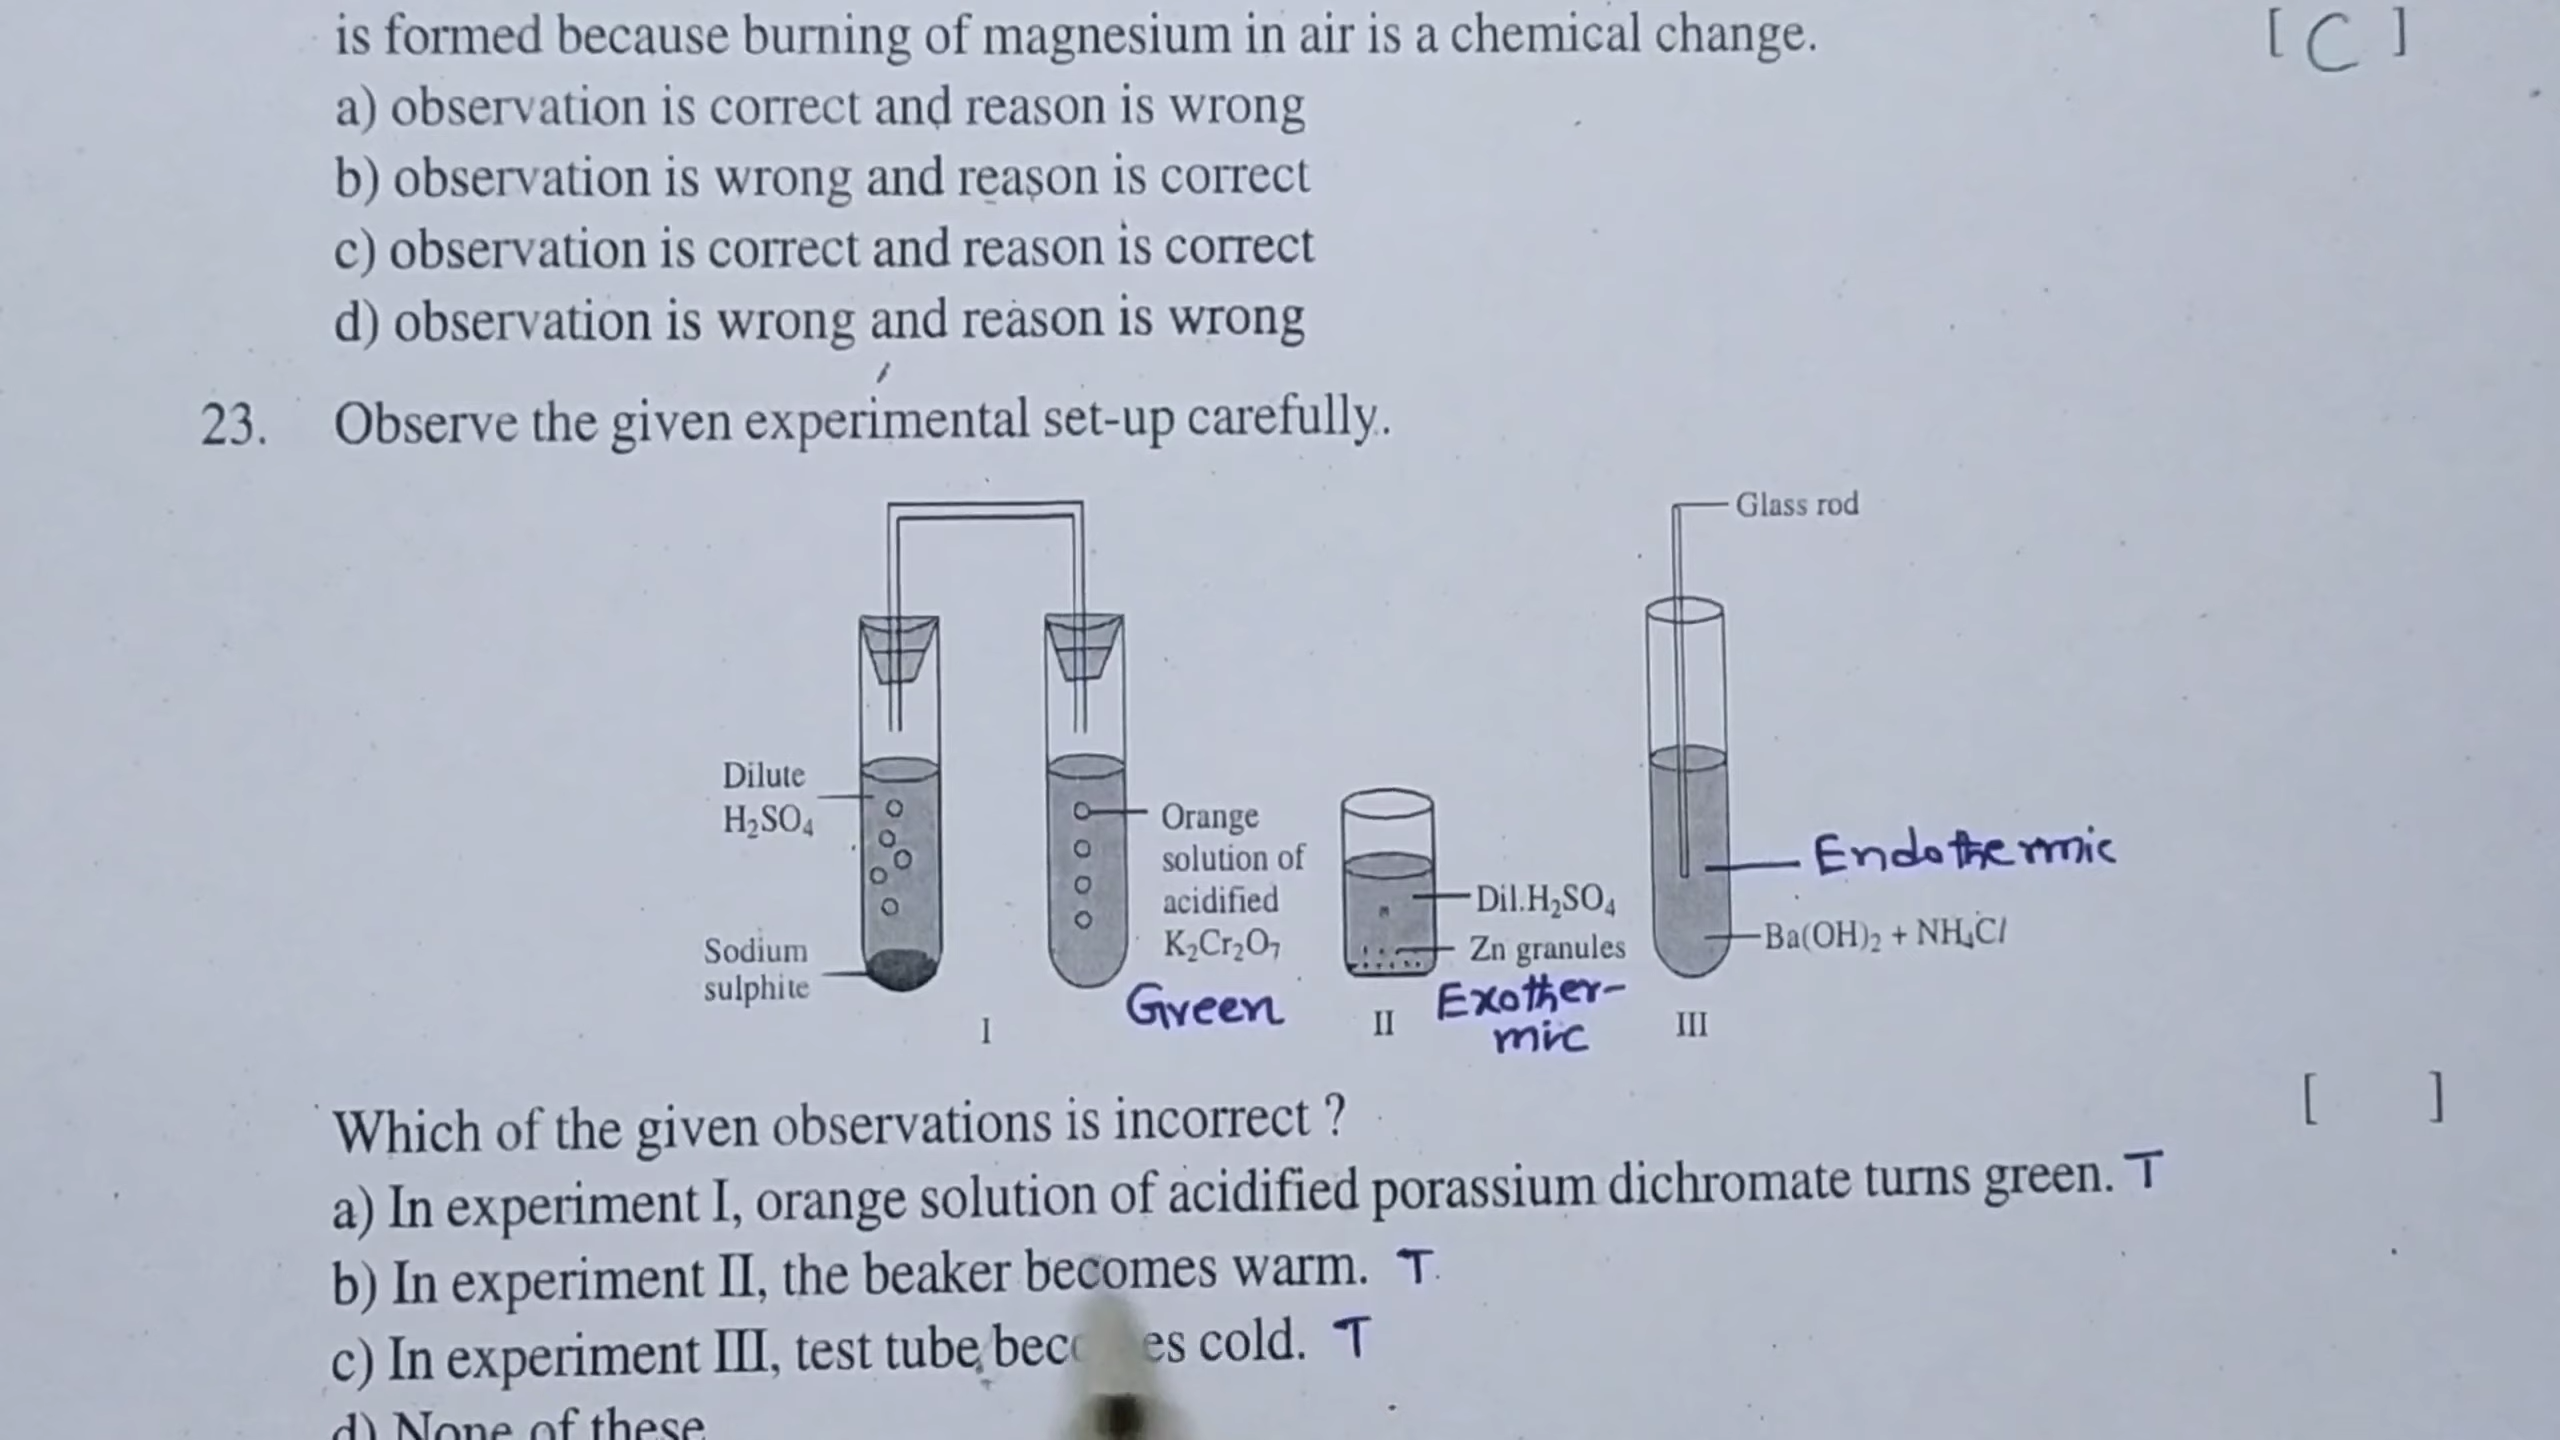 is formed because burning of magnesium in air is a chemical change. [ C ]
a) observation is correct and reason is wrong
b) observation is wrong and reason is correct
c) observation is correct and reason is correct
d) observation is wrong and reason is wrong
23. Observe the given experimental set-up carefully.
Glass rod
Dilute
H₂SO₄
Sodium
sulphite
I
Orange
solution of
acidified
K₂Cr₂O₇
Green
Dil.H₂SO₄
Zn granules
II
Exother-
mic
Endothermic
Ba(OH)₂ + NH₄Cl
III
Which of the given observations is incorrect ? [ ]
a) In experiment I, orange solution of acidified porassium dichromate turns green. T
b) In experiment II, the beaker becomes warm. T
c) In experiment III, test tube becomes cold. T
d) None of these